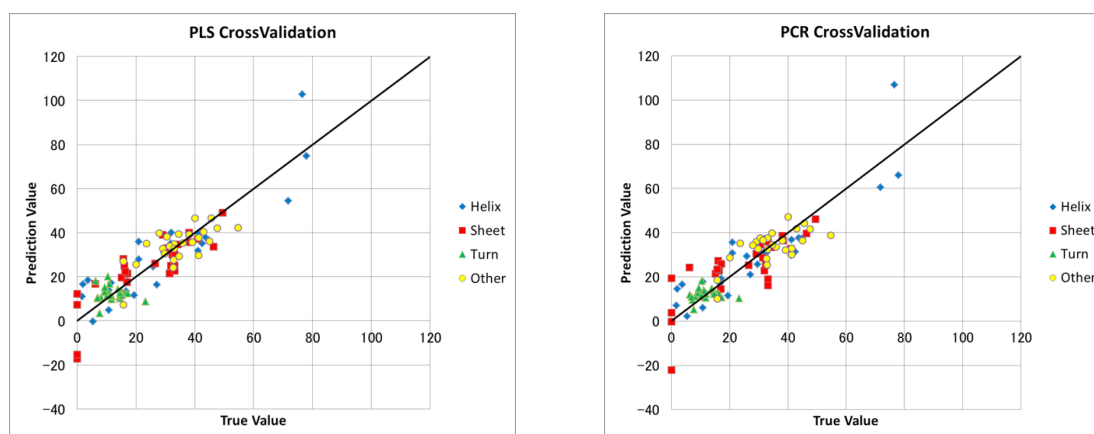 PLS CrossValidation
120
100
80
60
40
20
0
−20
−40
Prediction Value
0 20 40 60 80 100 120
True Value
Helix
Sheet
Turn
Other
PCR CrossValidation
120
100
80
60
40
20
0
−20
−40
Prediction Value
0 20 40 60 80 100 120
True Value
Helix
Sheet
Turn
Other